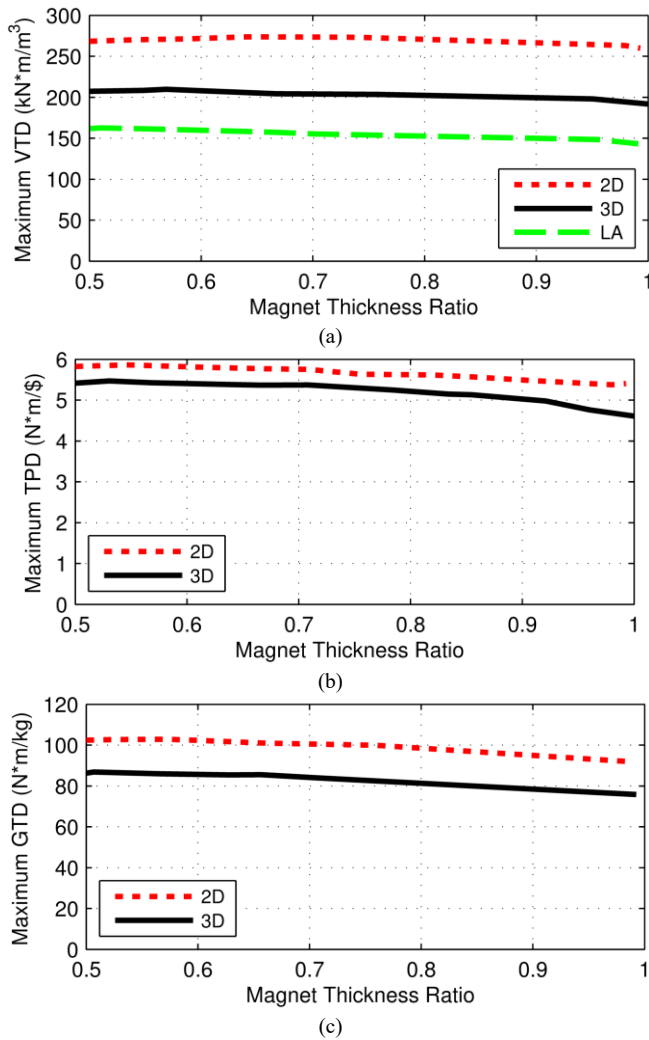 300
250
200
150
100
50
0
Maximum VTD (kN*m/m³)
2D
3D
LA
0.5 0.6 0.7 0.8 0.9 1
Magnet Thickness Ratio
(a)
6
5
4
3
2
1
0
Maximum TPD (N*m/$)
2D
3D
0.5 0.6 0.7 0.8 0.9 1
Magnet Thickness Ratio
(b)
120
100
80
60
40
20
0
Maximum GTD (N*m/kg)
2D
3D
0.5 0.6 0.7 0.8 0.9 1
Magnet Thickness Ratio
(c)